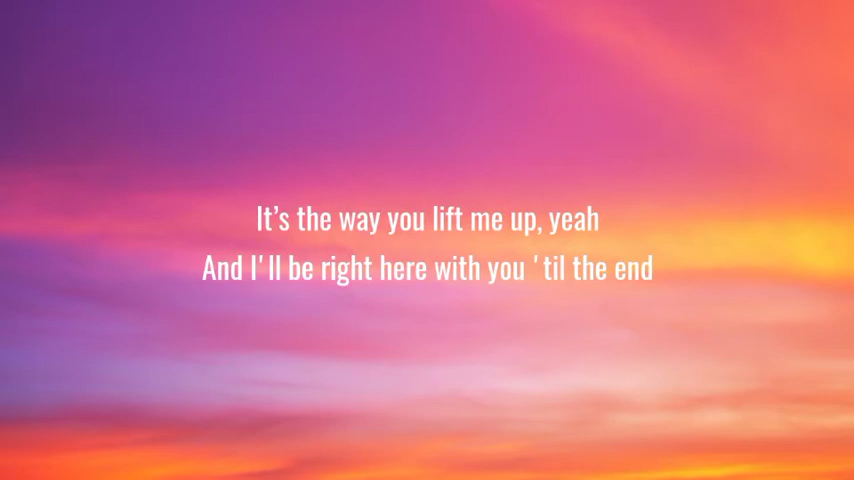 It’s the way you lift me up, yeah
And I'll be right here with you 'til the end